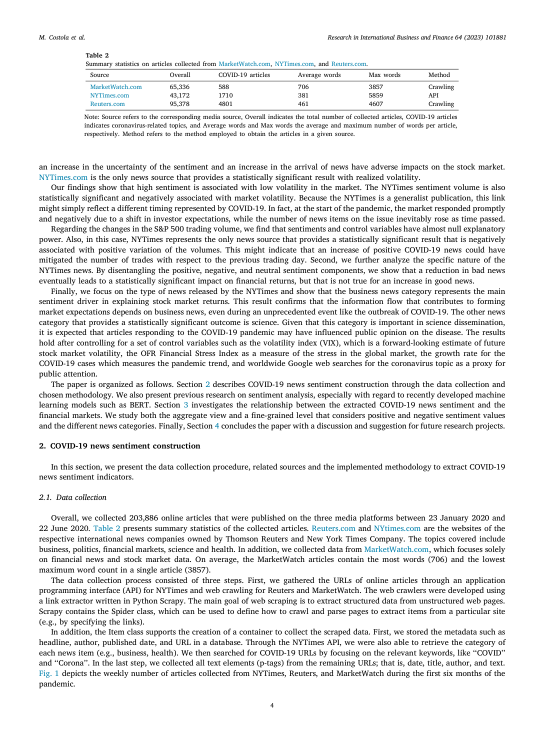 M. Costola et al.
Research in International Business and Finance 64 (2023) 101881
Table 2
Summary statistics on articles collected from MarketWatch.com, NYTimes.com, and Reuters.com.
Source Overall COVID-19 articles Average words Max words Method
MarketWatch.com 65,336 588 706 3857 Crawling
NYTimes.com 43,172 1710 381 5859 API
Reuters.com 95,378 4801 461 4607 Crawling
Note: Source refers to the corresponding media source, Overall indicates the total number of collected articles, COVID-19 articles
indicates coronavirus-related topics, and Average words and Max words the average and maximum number of words per article,
respectively. Method refers to the method employed to obtain the articles in a given source.
an increase in the uncertainty of the sentiment and an increase in the arrival of news have adverse impacts on the stock market.
NYTimes.com is the only news source that provides a statistically significant result with realized volatility.
Our findings show that high sentiment is associated with low volatility in the market. The NYTimes sentiment volume is also
statistically significant and negatively associated with market volatility. Because the NYTimes is a generalist publication, this link
might simply reflect a different timing represented by COVID-19. In fact, at the start of the pandemic, the market responded promptly
and negatively due to a shift in investor expectations, while the number of news items on the issue inevitably rose as time passed.
Regarding the changes in the S&P 500 trading volume, we find that sentiments and control variables have almost null explanatory
power. Also, in this case, NYTimes represents the only news source that provides a statistically significant result that is negatively
associated with positive variation of the volumes. This might indicate that an increase of positive COVID-19 news could have
mitigated the number of trades with respect to the previous trading day. Second, we further analyze the specific nature of the
NYTimes news. By disentangling the positive, negative, and neutral sentiment components, we show that a reduction in bad news
eventually leads to a statistically significant impact on financial returns, but that is not true for an increase in good news.
Finally, we focus on the type of news released by the NYTimes and show that the business news category represents the main
sentiment driver in explaining stock market returns. This result confirms that the information flow that contributes to forming
market expectations depends on business news, even during an unprecedented event like the outbreak of COVID-19. The other news
category that provides a statistically significant outcome is science. Given that this category is important in science dissemination,
it is expected that articles responding to the COVID-19 pandemic may have influenced public opinion on the disease. The results
hold after controlling for a set of control variables such as the volatility index (VIX), which is a forward-looking estimate of future
stock market volatility, the OFR Financial Stress Index as a measure of the stress in the global market, the growth rate for the
COVID-19 cases which measures the pandemic trend, and worldwide Google web searches for the coronavirus topic as a proxy for
public attention.
The paper is organized as follows. Section 2 describes COVID-19 news sentiment construction through the data collection and
chosen methodology. We also present previous research on sentiment analysis, especially with regard to recently developed machine
learning models such as BERT. Section 3 investigates the relationship between the extracted COVID-19 news sentiment and the
financial markets. We study both the aggregate view and a fine-grained level that considers positive and negative sentiment values
and the different news categories. Finally, Section 4 concludes the paper with a discussion and suggestion for future research projects.
2. COVID-19 news sentiment construction
In this section, we present the data collection procedure, related sources and the implemented methodology to extract COVID-19
news sentiment indicators.
2.1. Data collection
Overall, we collected 203,886 online articles that were published on the three media platforms between 23 January 2020 and
22 June 2020. Table 2 presents summary statistics of the collected articles. Reuters.com and NYtimes.com are the websites of the
respective international news companies owned by Thomson Reuters and New York Times Company. The topics covered include
business, politics, financial markets, science and health. In addition, we collected data from MarketWatch.com, which focuses solely
on financial news and stock market data. On average, the MarketWatch articles contain the most words (706) and the lowest
maximum word count in a single article (3857).
The data collection process consisted of three steps. First, we gathered the URLs of online articles through an application
programming interface (API) for NYTimes and web crawling for Reuters and MarketWatch. The web crawlers were developed using
a link extractor written in Python Scrapy. The main goal of web scraping is to extract structured data from unstructured web pages.
Scrapy contains the Spider class, which can be used to define how to crawl and parse pages to extract items from a particular site
(e.g., by specifying the links).
In addition, the Item class supports the creation of a container to collect the scraped data. First, we stored the metadata such as
headline, author, published date, and URL in a database. Through the NYTimes API, we were also able to retrieve the category of
each news item (e.g., business, health). We then searched for COVID-19 URLs by focusing on the relevant keywords, like “COVID”
and “Corona”. In the last step, we collected all text elements (p-tags) from the remaining URLs; that is, date, title, author, and text.
Fig. 1 depicts the weekly number of articles collected from NYTimes, Reuters, and MarketWatch during the first six months of the
pandemic.
4